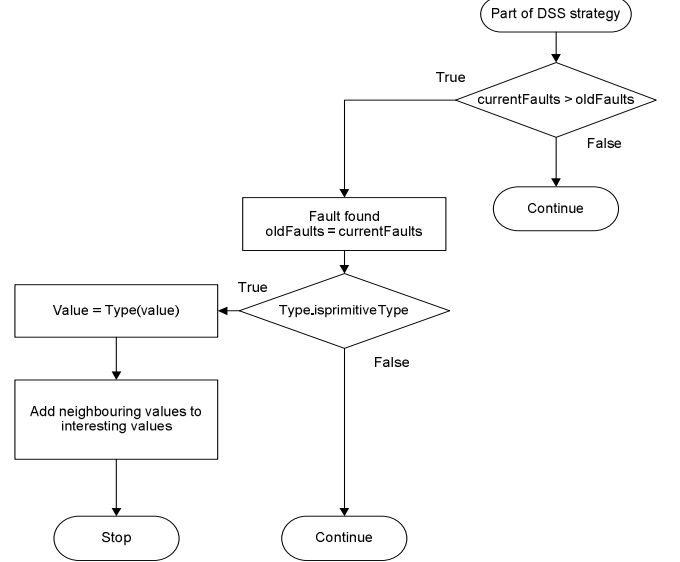 Part of DSS strategy
True
currentFaults > oldFaults
False
Continue
Fault found
oldFaults = currentFaults
True
Value = Type(value)
Type.isprimitiveType
False
Add neighbouring values to
interesting values
Stop
Continue